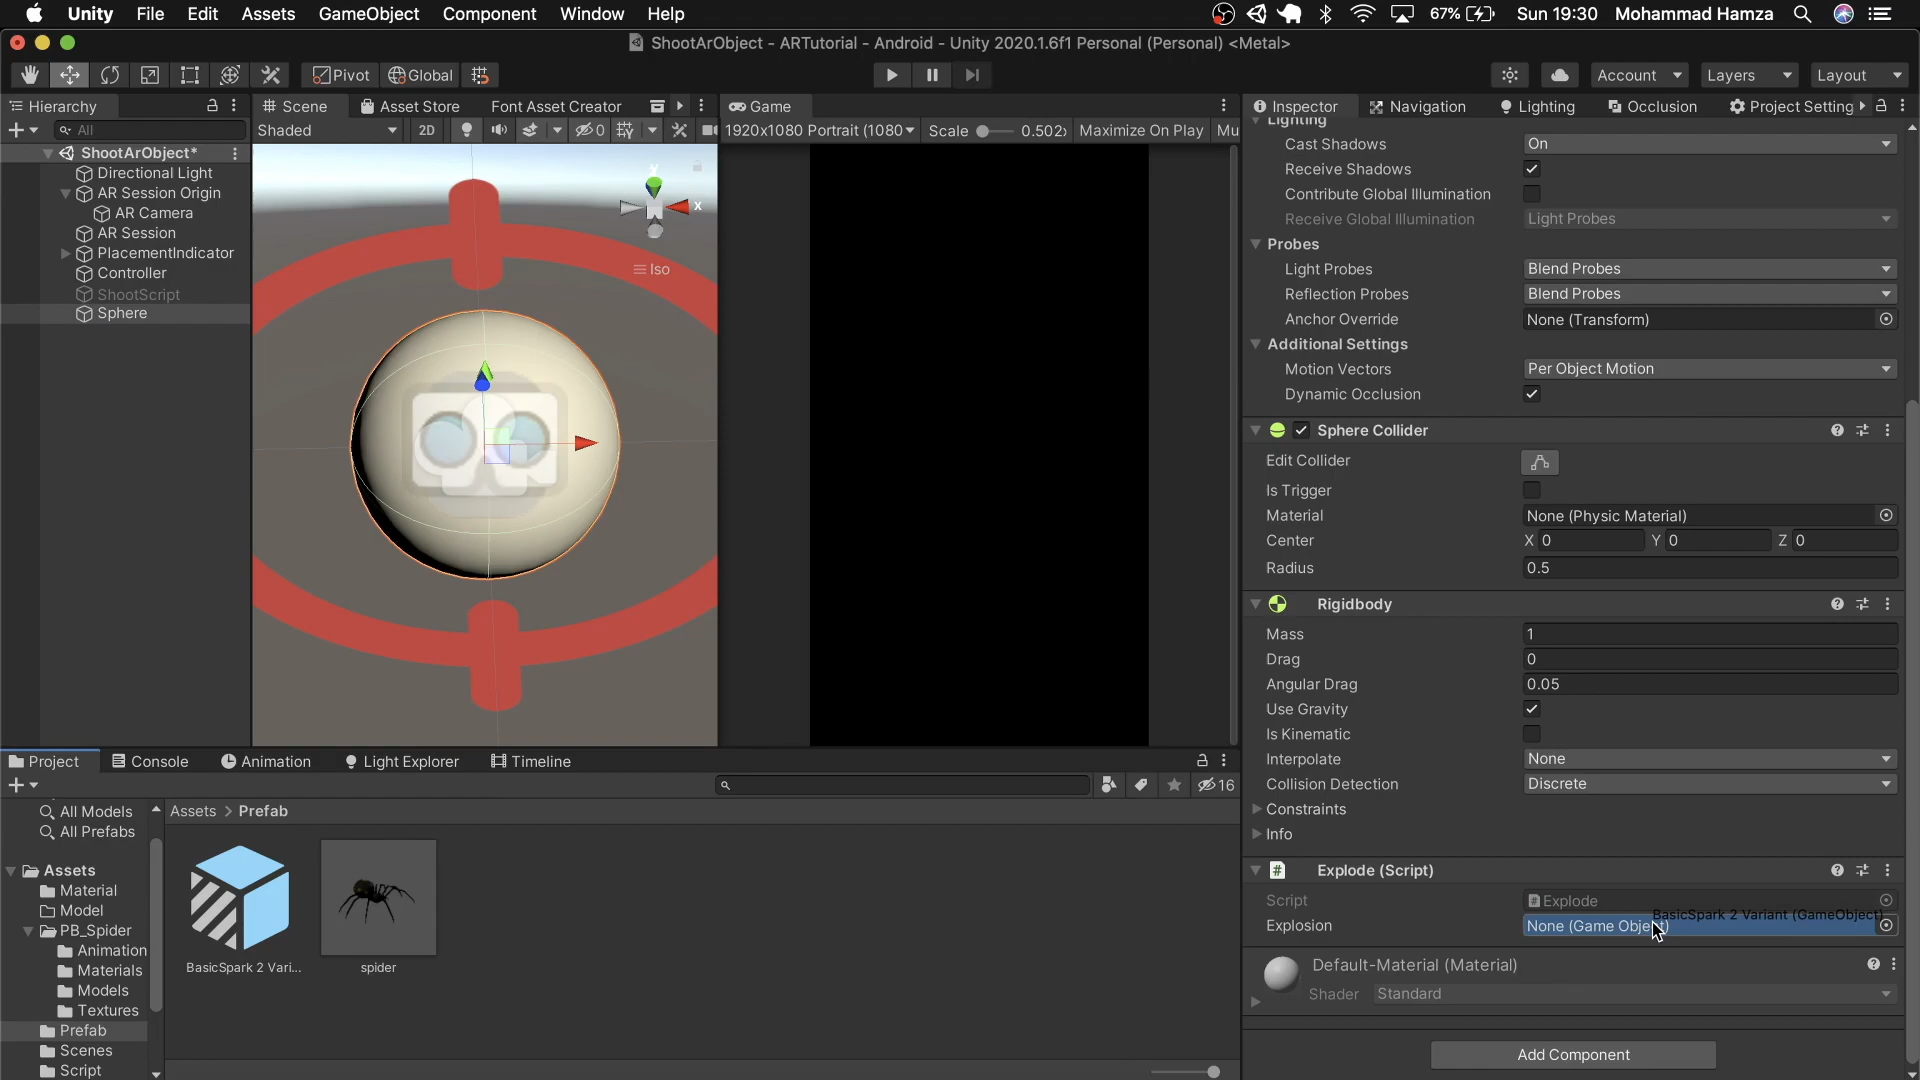 Unity File Edit Assets GameObject Component Window Help 67% Sun 19:30 Mohammad Hamza
ShootArObject - ARTutorial - Android - Unity 2020.1.6f1 Personal (Personal) <Metal>
Pivot Global Account Layers Layout
Hierarchy
All
ShootArObject*
Directional Light
AR Session Origin
AR Camera
AR Session
PlacementIndicator
Controller
ShootScript
Sphere
Scene Asset Store Font Asset Creator
Shaded 2D 0
y
x
Iso
Game
1920x1080 Portrait (1080 Scale 0.502x Maximize On Play Mu
Inspector Navigation Lighting Occlusion Project Setting
Lighting
Cast Shadows On
Receive Shadows
Contribute Global Illumination
Receive Global Illumination Light Probes
Probes
Light Probes Blend Probes
Reflection Probes Blend Probes
Anchor Override None (Transform)
Additional Settings
Motion Vectors Per Object Motion
Dynamic Occlusion
Sphere Collider
Edit Collider
Is Trigger
Material None (Physic Material)
Center X 0 Y 0 Z 0
Radius 0.5
Rigidbody
Mass 1
Drag 0
Angular Drag 0.05
Use Gravity
Is Kinematic
Interpolate None
Collision Detection Discrete
Constraints
Info
# Explode (Script)
Script # Explode
BasicSpark 2 Variant (GameObject)
Explosion None (Game Object)
Default-Material (Material)
Shader Standard
Add Component
Project Console Animation Light Explorer Timeline
16
All Models
All Prefabs
Assets
Material
Model
PB_Spider
Animation
Materials
Models
Textures
Prefab
Scenes
Script
Assets > Prefab
BasicSpark 2 Vari... spider